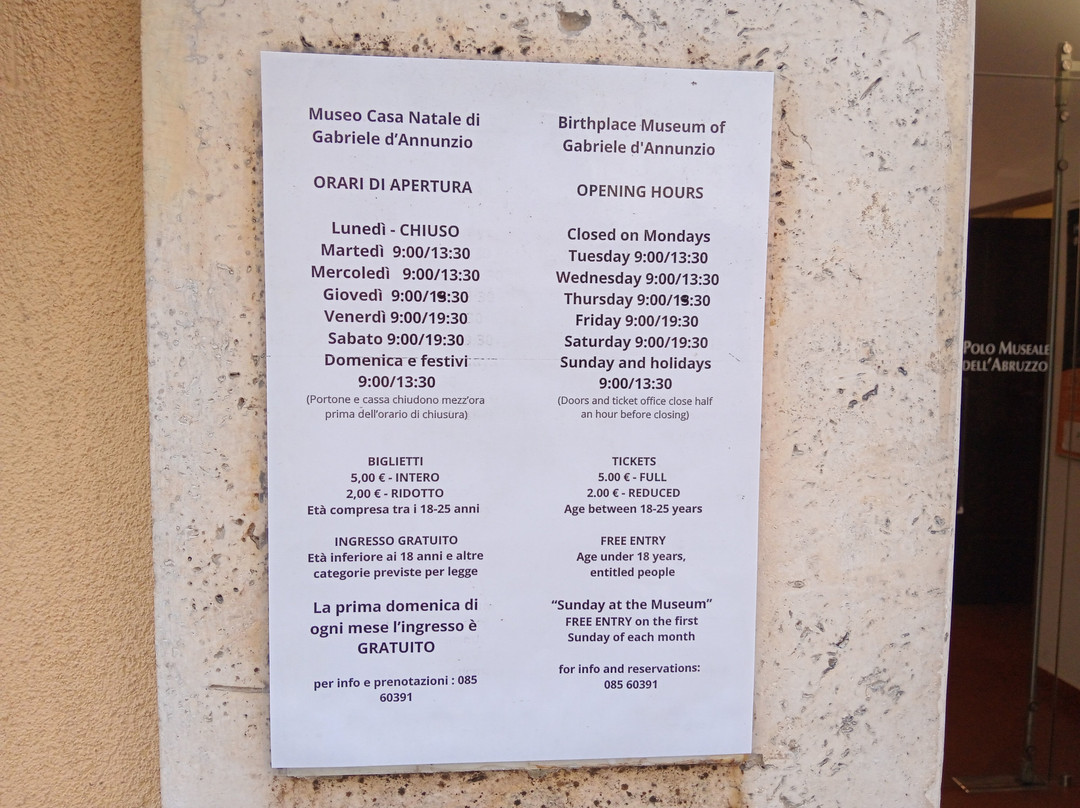 Museo Casa Natale di
Gabriele d’Annunzio
ORARI DI APERTURA
Lunedì - CHIUSO
Martedì 9:00/13:30
Mercoledì 9:00/13:30
Giovedì 9:00/19:30
Venerdì 9:00/19:30
Sabato 9:00/19:30
Domenica e festivi
9:00/13:30
(Portone e cassa chiudono mezz’ora
prima dell’orario di chiusura)
BIGLIETTI
5,00 € - INTERO
2,00 € - RIDOTTO
Età compresa tra i 18-25 anni
INGRESSO GRATUITO
Età inferiore ai 18 anni e altre
categorie previste per legge
La prima domenica di
ogni mese l’ingresso è
GRATUITO
per info e prenotazioni : 085
60391
Birthplace Museum of
Gabriele d'Annunzio
OPENING HOURS
Closed on Mondays
Tuesday 9:00/13:30
Wednesday 9:00/13:30
Thursday 9:00/19:30
Friday 9:00/19:30
Saturday 9:00/19:30
Sunday and holidays
9:00/13:30
(Doors and ticket office close half
an hour before closing)
TICKETS
5.00 € - FULL
2.00 € - REDUCED
Age between 18-25 years
FREE ENTRY
Age under 18 years,
entitled people
“Sunday at the Museum”
FREE ENTRY on the first
Sunday of each month
for info and reservations:
085 60391
POLO MUSEALE
DELL’ABRUZZO